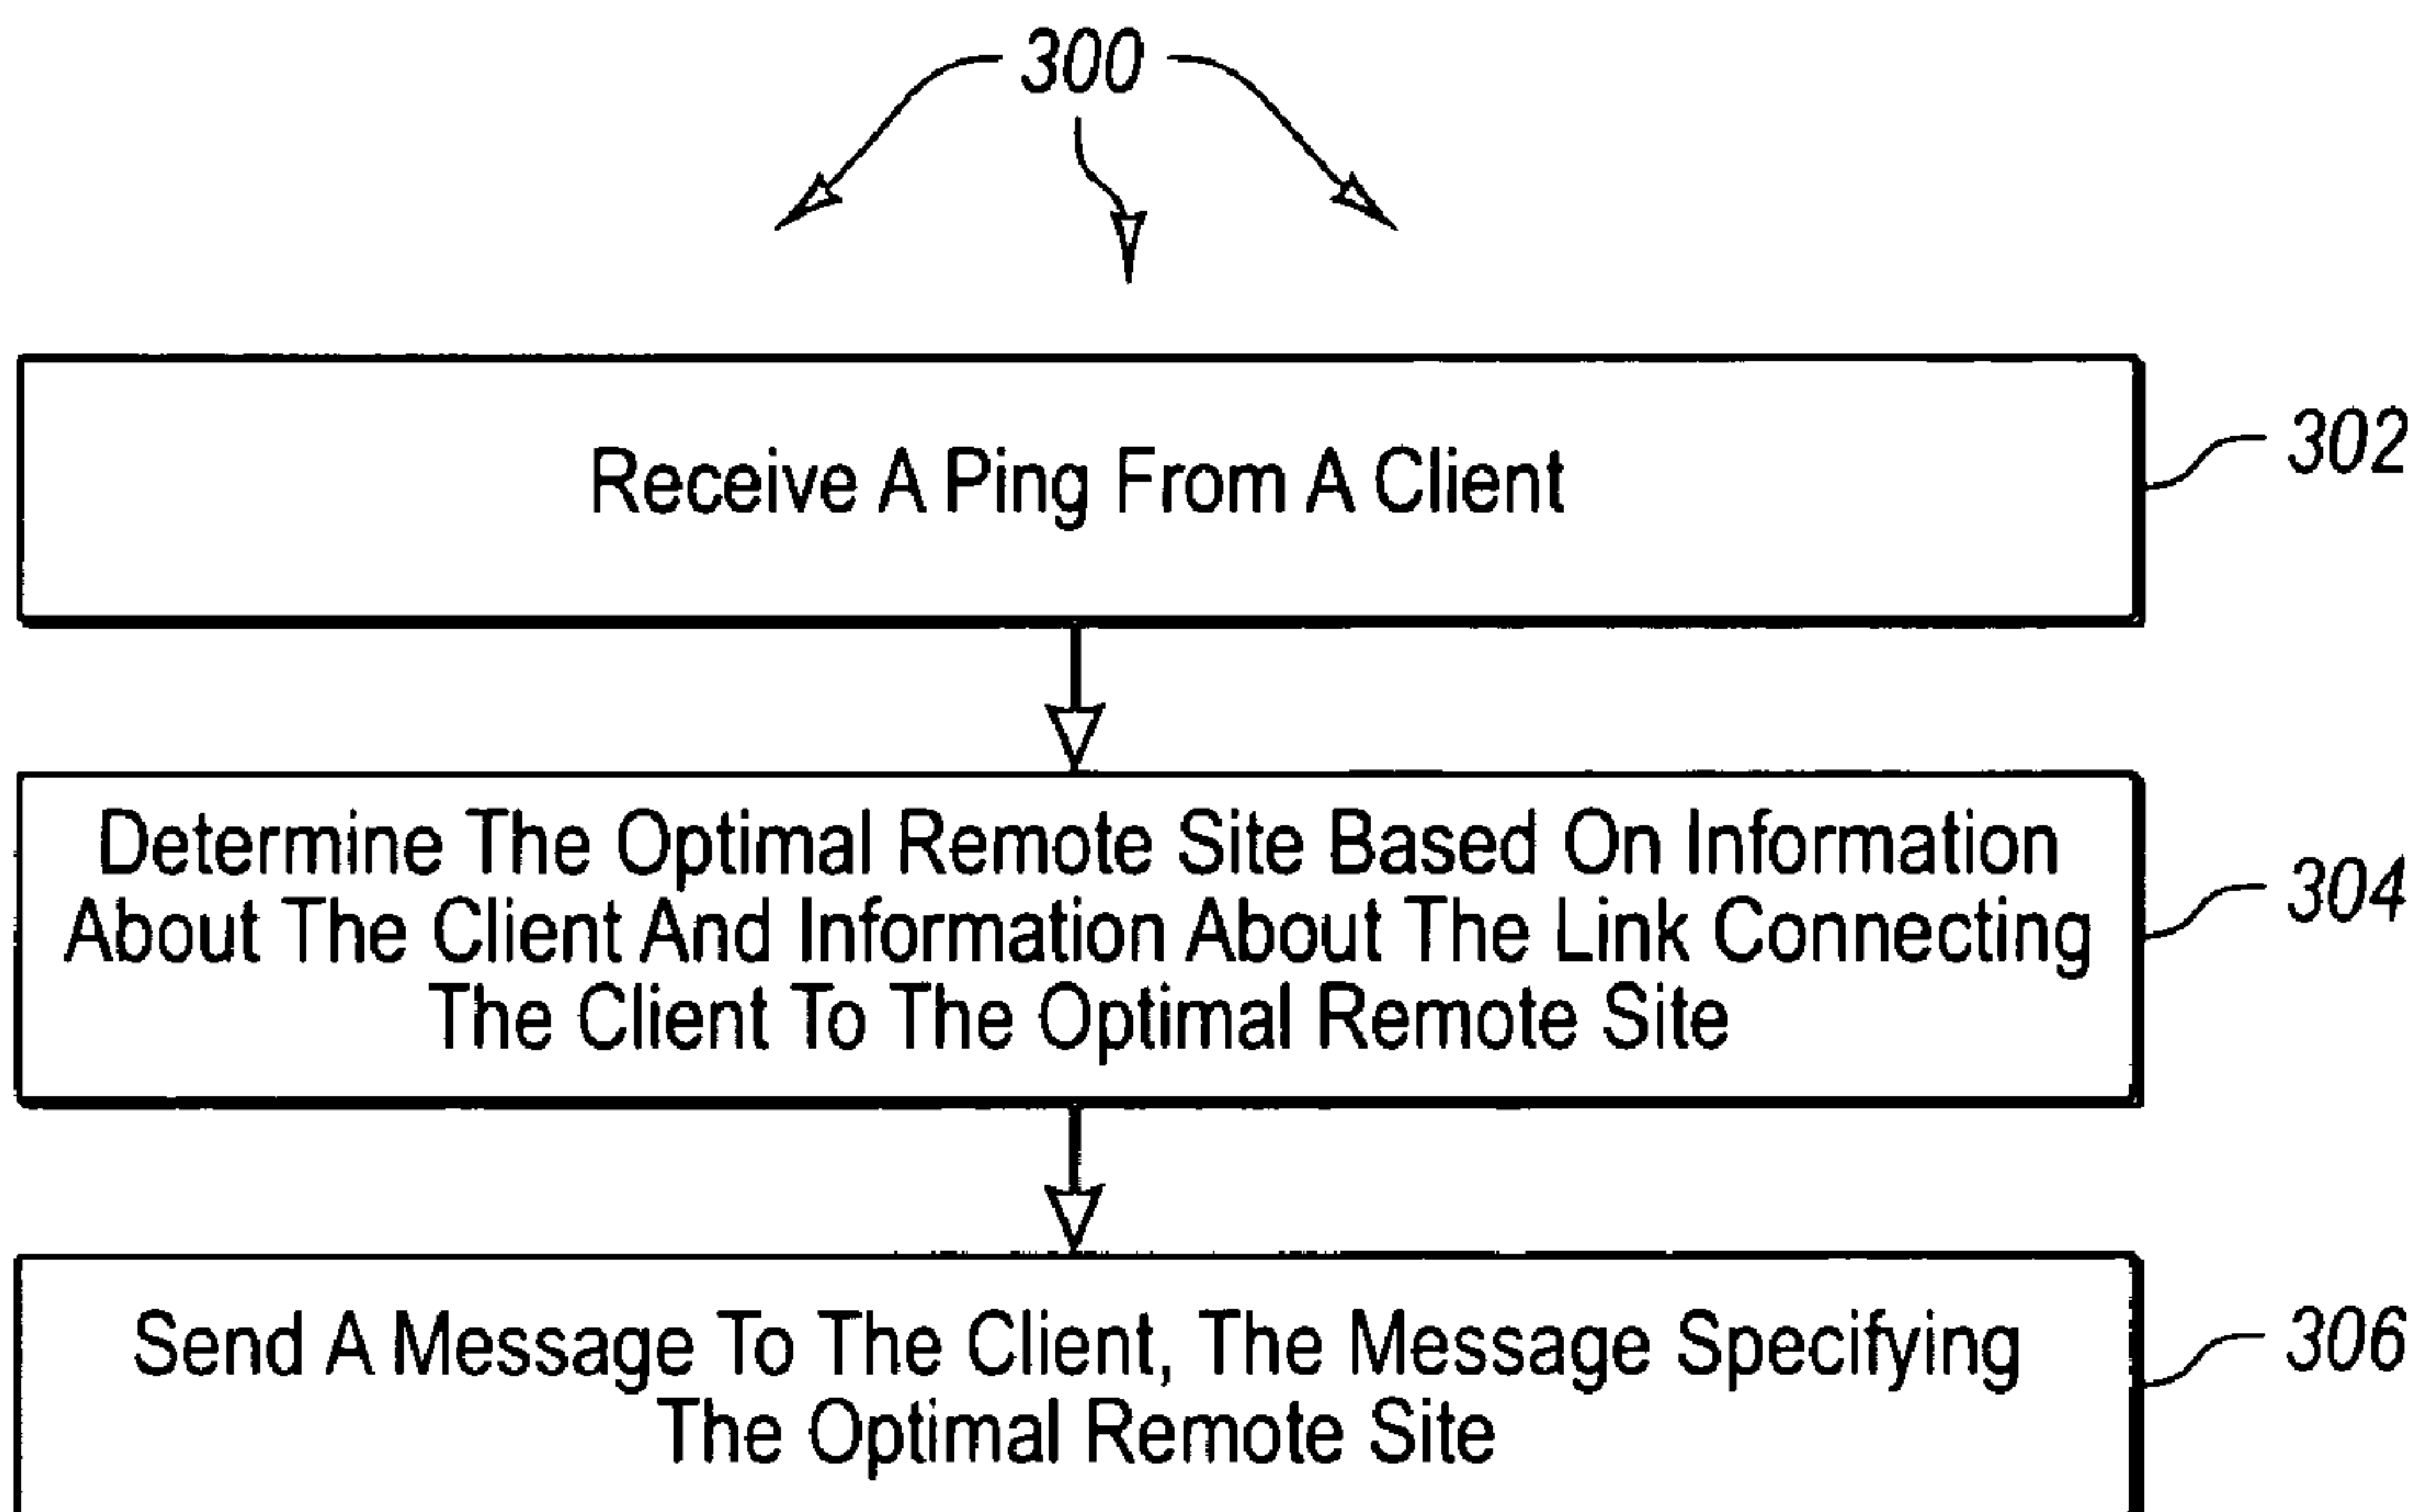 300
Receive A Ping From A Client
302
Determine The Optimal Remote Site Based On Information
About The Client And Information About The Link Connecting
The Client To The Optimal Remote Site
304
Send A Message To The Client, The Message Specifying
The Optimal Remote Site
306